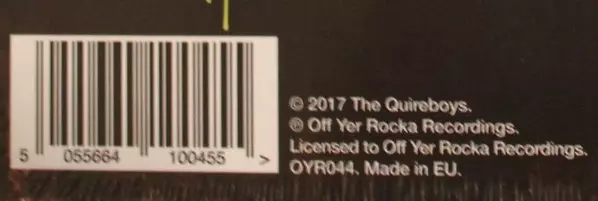 © 2017 The Quireboys.
℗ Off Yer Rocka Recordings.
Licensed to Off Yer Rocka Recordings.
OYR044. Made in EU.
5 055664 100455 >